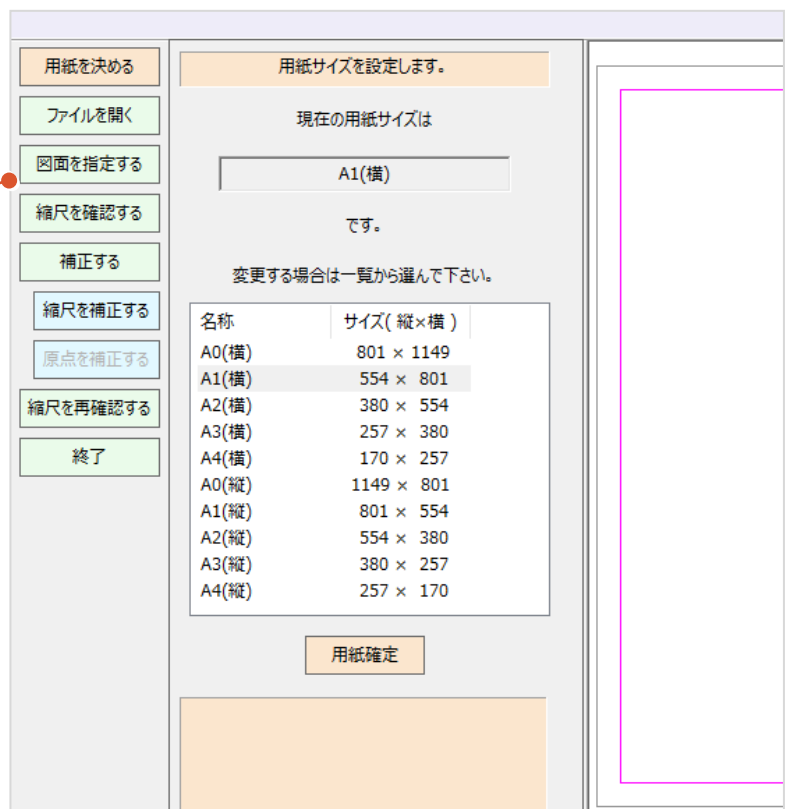 用紙を決める
ファイルを開く
図面を指定する
縮尺を確認する
補正する
縮尺を補正する
原点を補正する
縮尺を再確認する
終了
用紙サイズを設定します。
現在の用紙サイズは
A1(横)
です。
変更する場合は一覧から選んで下さい。
名称 サイズ( 縦×横 )
A0(横) 801 × 1149
A1(横) 554 × 801
A2(横) 380 × 554
A3(横) 257 × 380
A4(横) 170 × 257
A0(縦) 1149 × 801
A1(縦) 801 × 554
A2(縦) 554 × 380
A3(縦) 380 × 257
A4(縦) 257 × 170
用紙確定